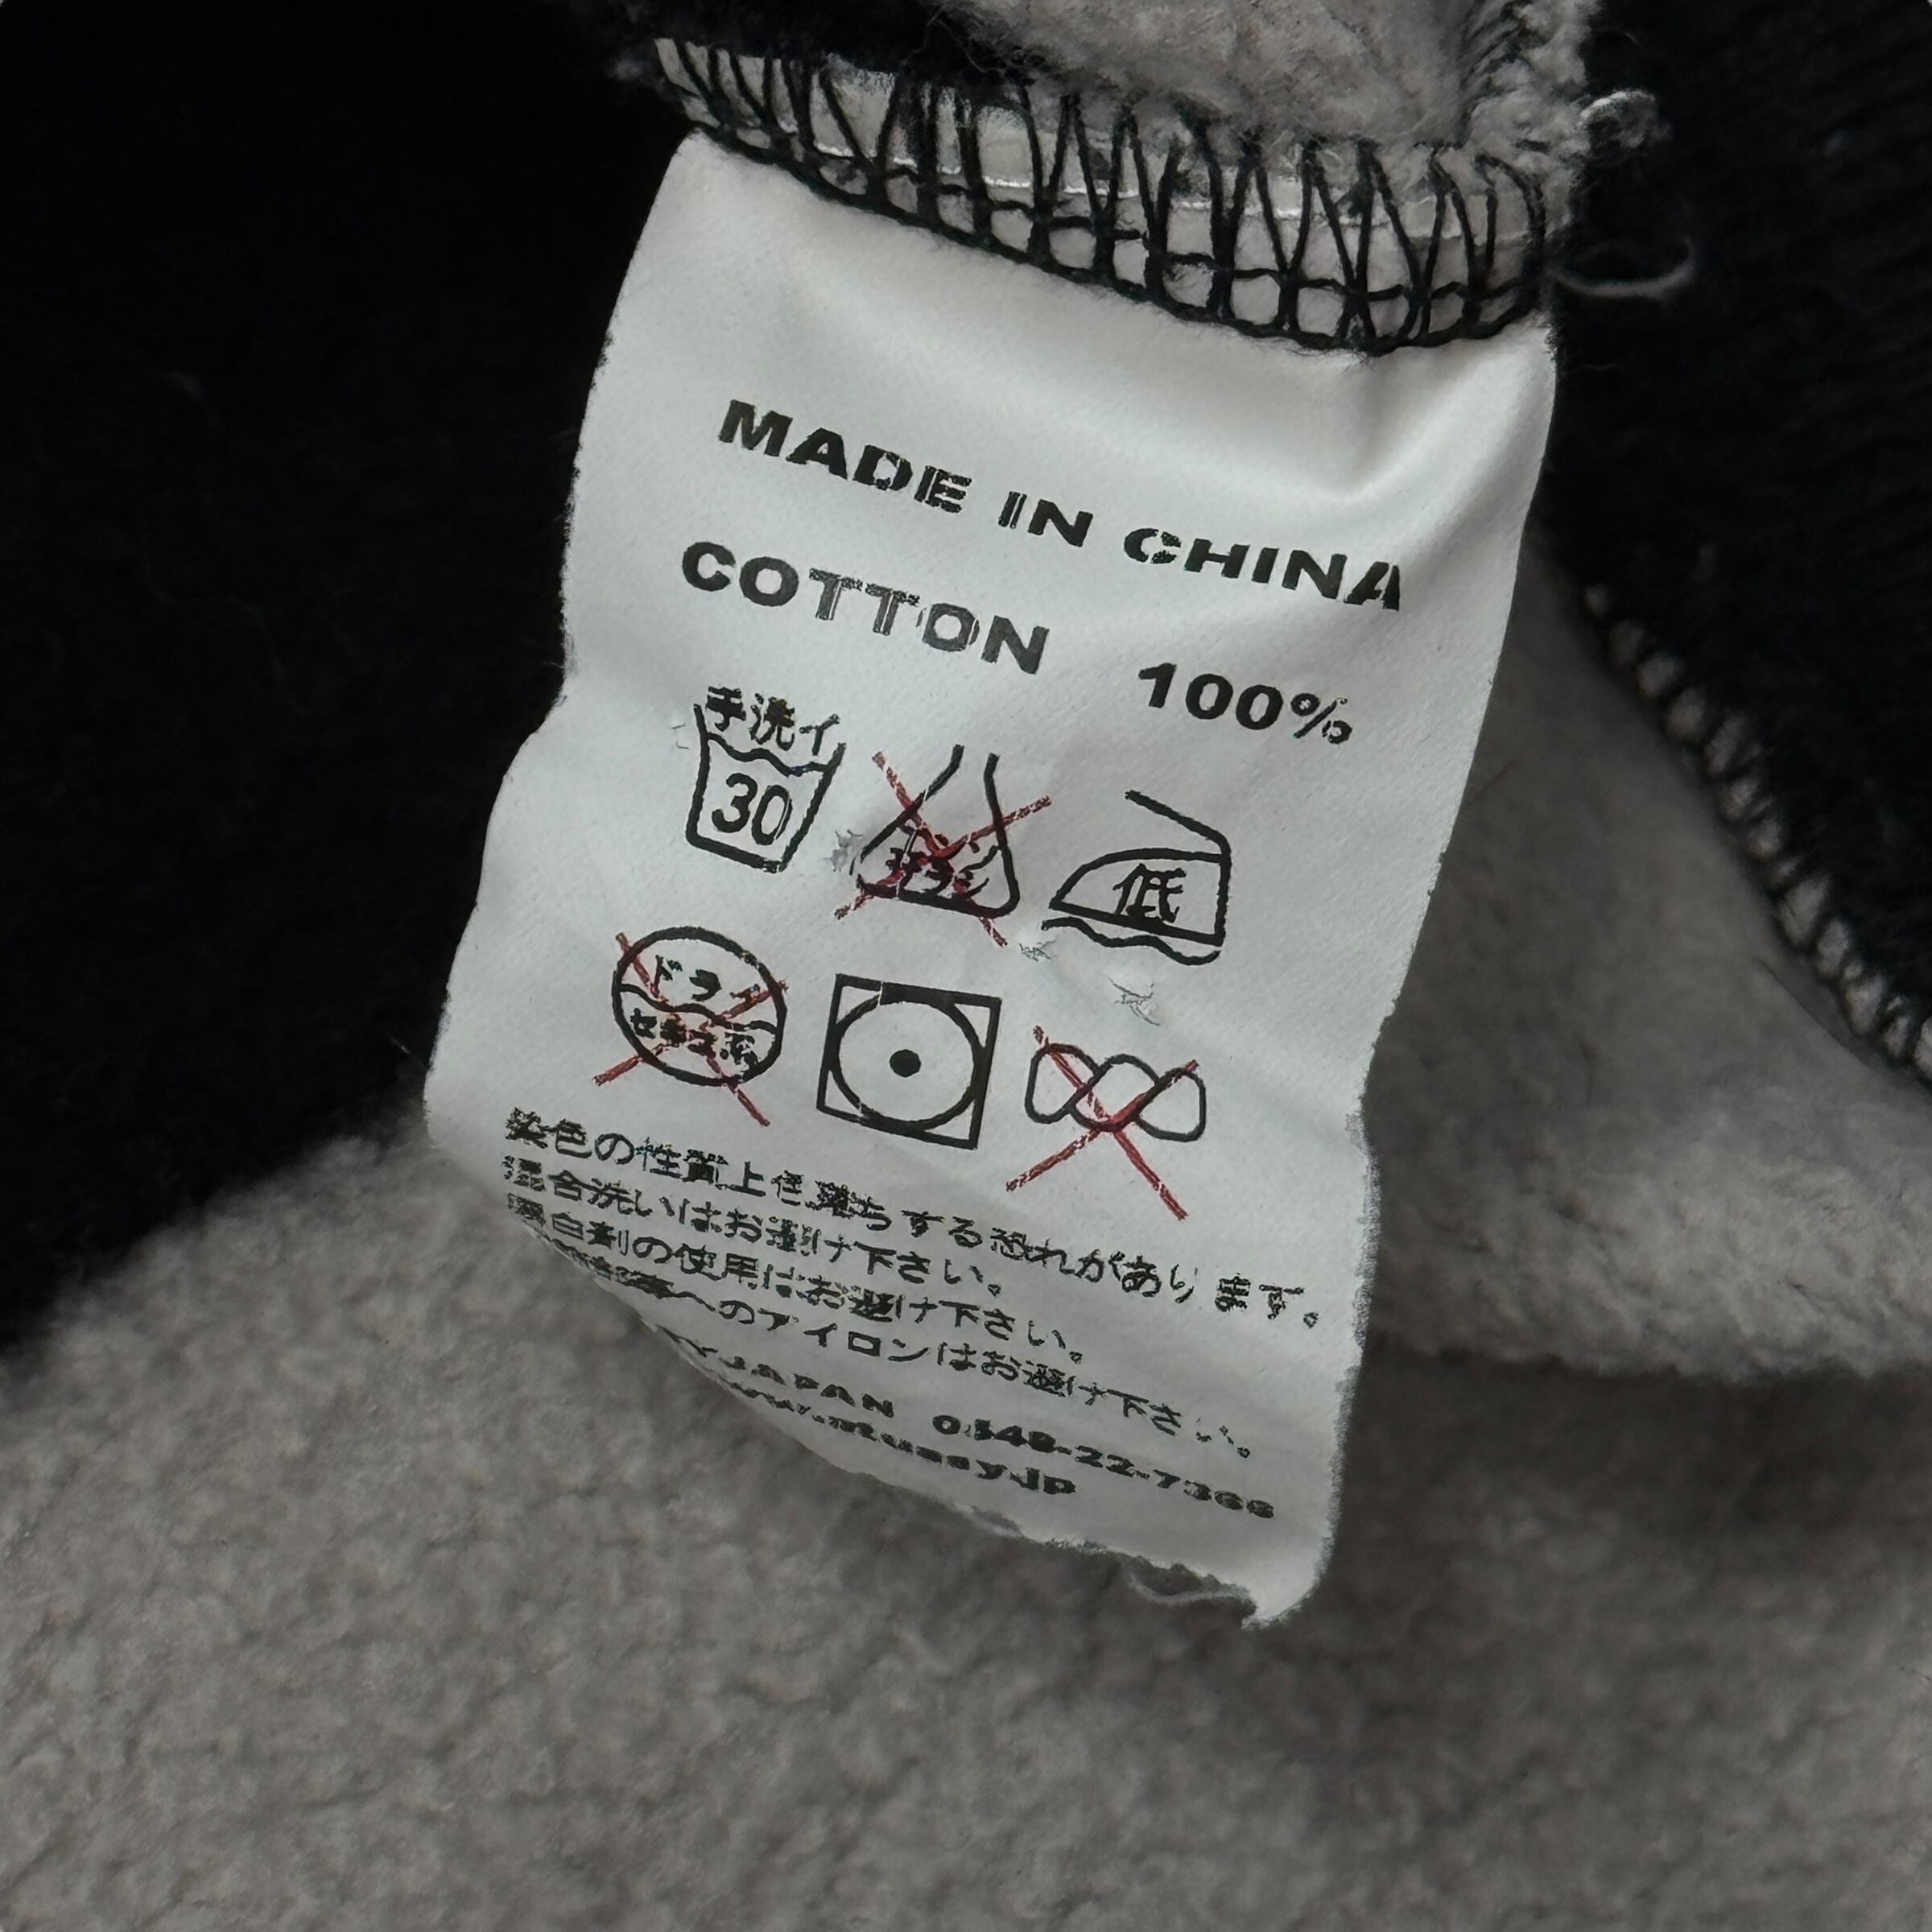 MADE IN CHINA
COTTON 100%
手洗イ
30
低
ドライ
染色の性質上色落ちする恐れがあります。
混合洗いはお避け下さい。
漂白剤の使用はお避け下さい。
へのアイロンはお避け下さい。
JAPAN 0548-22-7366